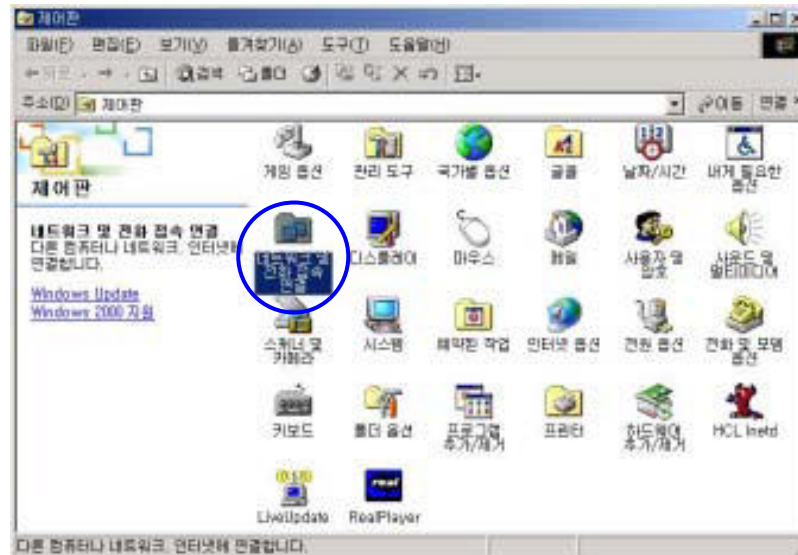 제어판
파일(F) 편집(E) 보기(V) 즐겨찾기(A) 도구(T) 도움말(H)
뒤로 검색 폴더
주소(D) 제어판 이동 연결
제어판
네트워크 및 전화 접속 연결
다른 컴퓨터나 네트워크, 인터넷에
연결합니다.
Windows Update
Windows 2000 지원
게임 옵션 관리 도구 국가별 옵션 글꼴 날짜/시간 내게 필요한
옵션
네트워크 및
전화 접속
연결
디스플레이 마우스 메일 사용자 및
암호
사운드 및
멀티미디어
스캐너 및
카메라
시스템 예약된 작업 인터넷 옵션 전원 옵션 전화 및 모뎀
옵션
키보드 폴더 옵션 프로그램
추가/제거
프린터 하드웨어
추가/제거
HCL Inetd
LiveUpdate RealPlayer
다른 컴퓨터나 네트워크, 인터넷에 연결합니다.